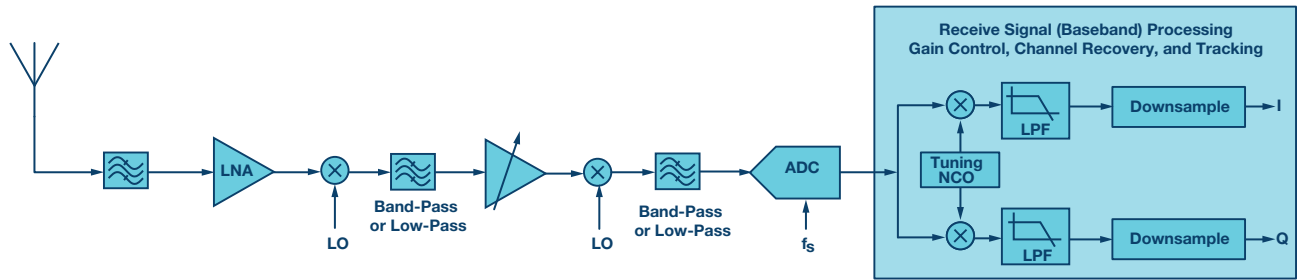 Receive Signal (Baseband) Processing
Gain Control, Channel Recovery, and Tracking
LNA
LO
Band-Pass
or Low-Pass
LO
Band-Pass
or Low-Pass
ADC
fs
LPF
Downsample
I
Tuning
NCO
LPF
Downsample
Q